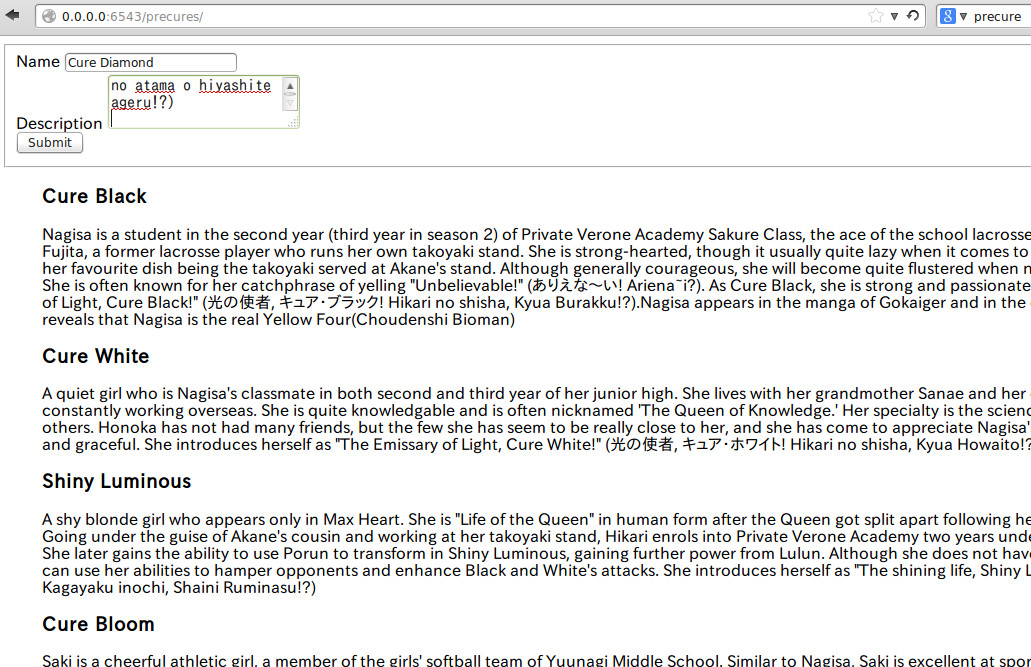 0.0.0.0:6543/precures/
precure
Name Cure Diamond
no atama o hiyashite
ageru!?)
Description
Submit
Cure Black
Nagisa is a student in the second year (third year in season 2) of Private Verone Academy Sakure Class, the ace of the school lacrosse
Fujita, a former lacrosse player who runs her own takoyaki stand. She is strong-hearted, though it usually quite lazy when it comes to
her favourite dish being the takoyaki served at Akane's stand. Although generally courageous, she will become quite flustered when
She is often known for her catchphrase of yelling "Unbelievable!" (ありえな〜い! Ariena~i?). As Cure Black, she is strong and passionate
of Light, Cure Black!" (光の使者, キュア・ブラック! Hikari no shisha, Kyua Burakku!?).Nagisa appears in the manga of Gokaiger and in the
reveals that Nagisa is the real Yellow Four(Choudenshi Bioman)
Cure White
A quiet girl who is Nagisa's classmate in both second and third year of her junior high. She lives with her grandmother Sanae and her
constantly working overseas. She is quite knowledgable and is often nicknamed 'The Queen of Knowledge.' Her specialty is the scienc
others. Honoka has not had many friends, but the few she has seem to be really close to her, and she has come to appreciate Nagisa'
and graceful. She introduces herself as "The Emissary of Light, Cure White!" (光の使者, キュア・ホワイト! Hikari no shisha, Kyua Howaito!?
Shiny Luminous
A shy blonde girl who appears only in Max Heart. She is "Life of the Queen" in human form after the Queen got split apart following he
Going under the guise of Akane's cousin and working at her takoyaki stand, Hikari enrols into Private Verone Academy two years unde
She later gains the ability to use Porun to transform in Shiny Luminous, gaining further power from Lulun. Although she does not hav
can use her abilities to hamper opponents and enhance Black and White's attacks. She introduces herself as "The shining life, Shiny L
Kagayaku inochi, Shaini Ruminasu!?)
Cure Bloom
Saki is a cheerful athletic girl, a member of the girls' softball team of Yuunagi Middle School. Similar to Nagisa, Saki is excellent at spor